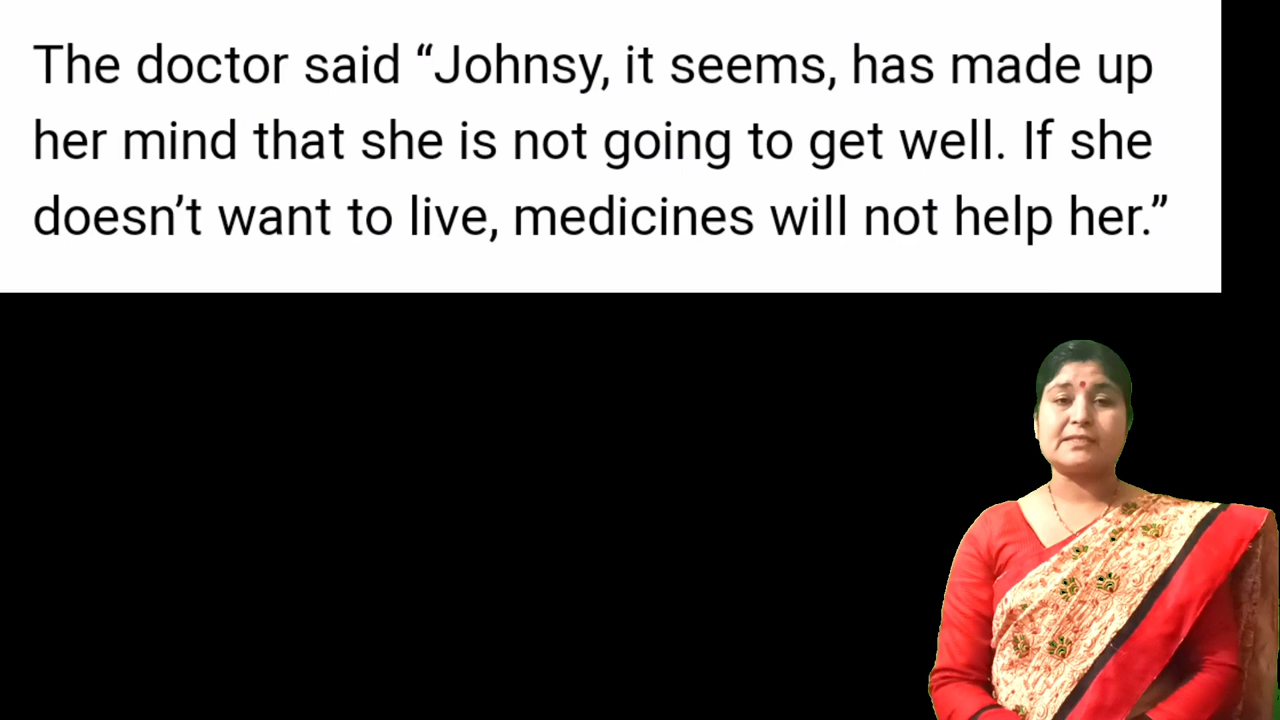 The doctor said “Johnsy, it seems, has made up
her mind that she is not going to get well. If she
doesn’t want to live, medicines will not help her.”